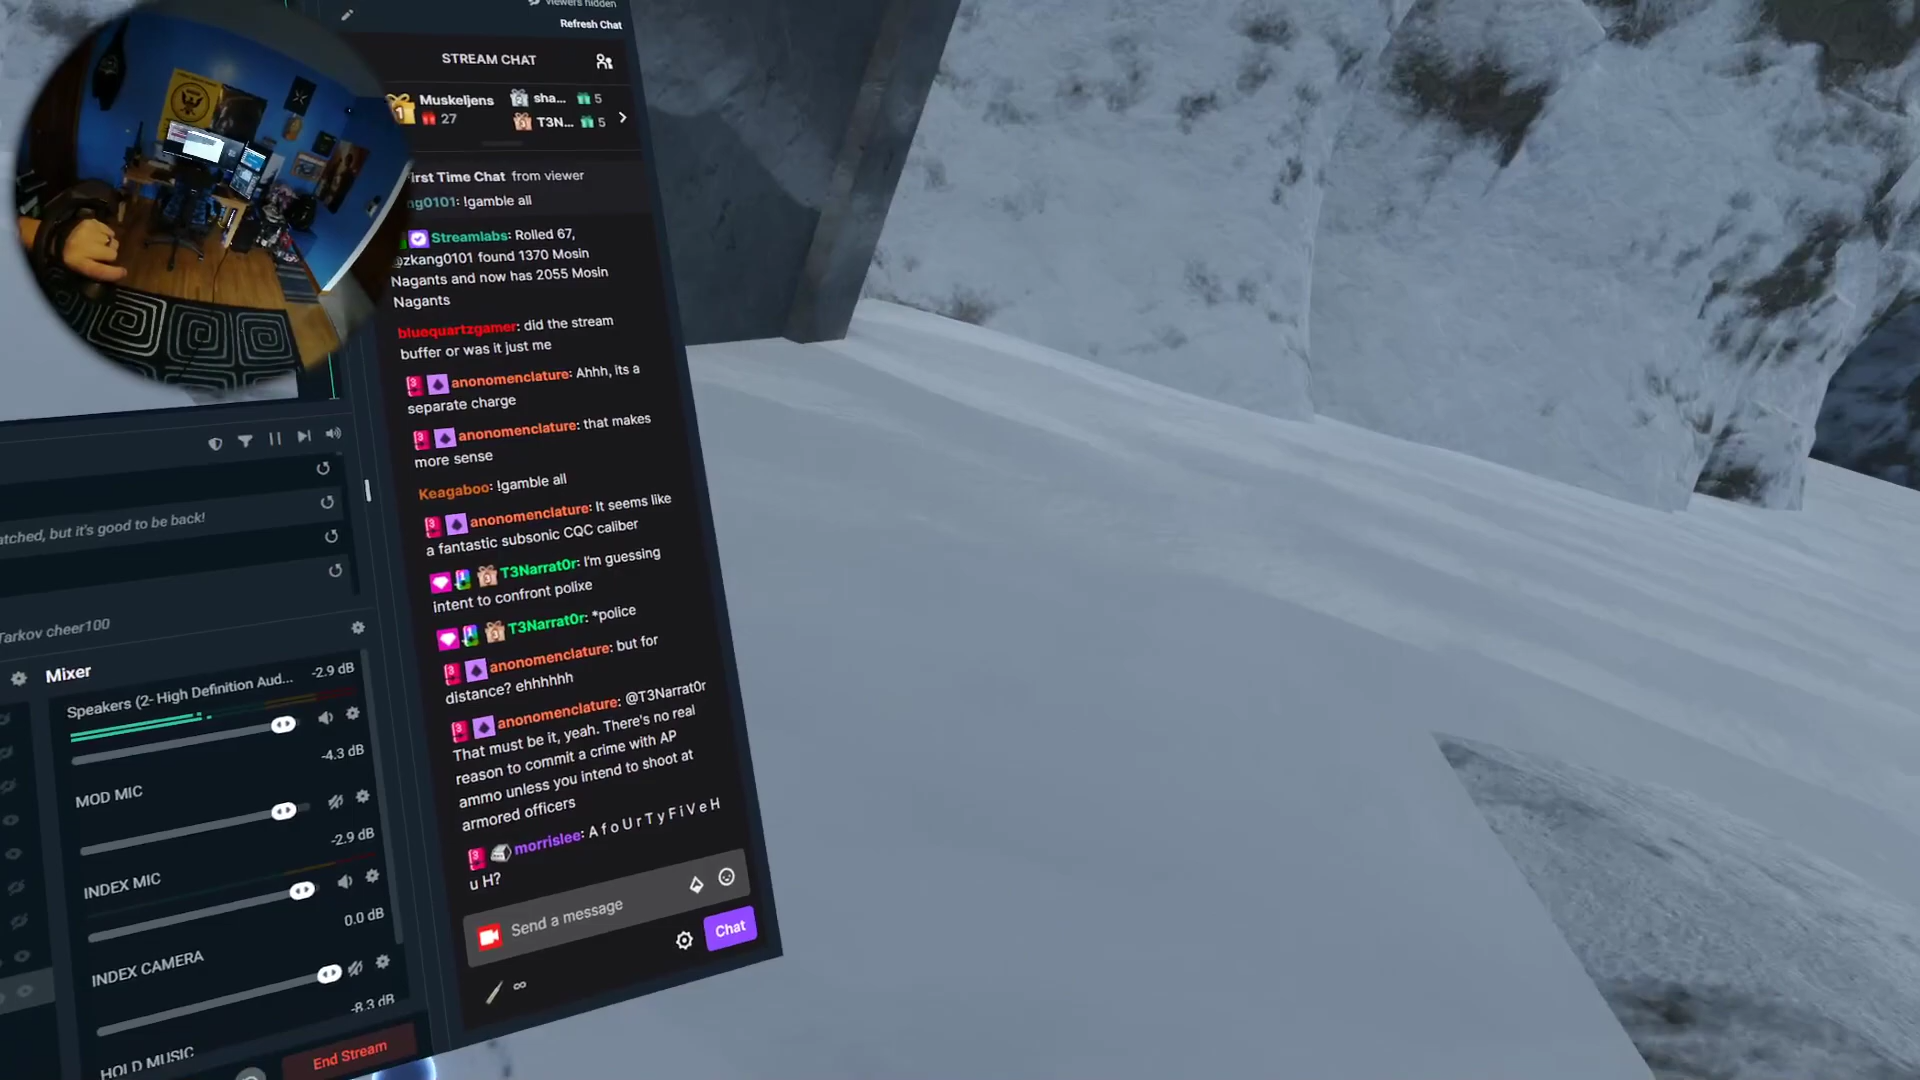 viewers hidden
Refresh Chat
STREAM CHAT
Muskeljens
27
sha...
5
T3N...
5
irst Time Chat from viewer
ng0101: !gamble all
Streamlabs: Rolled 67,
@zkang0101 found 1370 Mosin
Nagants and now has 2055 Mosin
Nagants
bluequartzgamer: did the stream
buffer or was it just me
anonomenclature: Ahhh, its a
separate charge
anonomenclature: that makes
more sense
Keagaboo: !gamble all
anonomenclature: It seems like
a fantastic subsonic CQC caliber
T3Narrat0r: I'm guessing
intent to confront polixe
T3Narrat0r: *police
anonomenclature: but for
distance? ehhhhhh
anonomenclature: @T3Narrat0r
That must be it, yeah. There's no real
reason to commit a crime with AP
ammo unless you intend to shoot at
armored officers
morrislee: A f o U r T y F i V e H
u H?
Send a message
Chat
∞
atched, but it's good to be back!
Tarkov cheer100
Mixer
Speakers (2- High Definition Aud...
-2.9 dB
MOD MIC
-4.3 dB
INDEX MIC
-2.9 dB
INDEX CAMERA
0.0 dB
HOLD MUSIC
-8.3 dB
End Stream